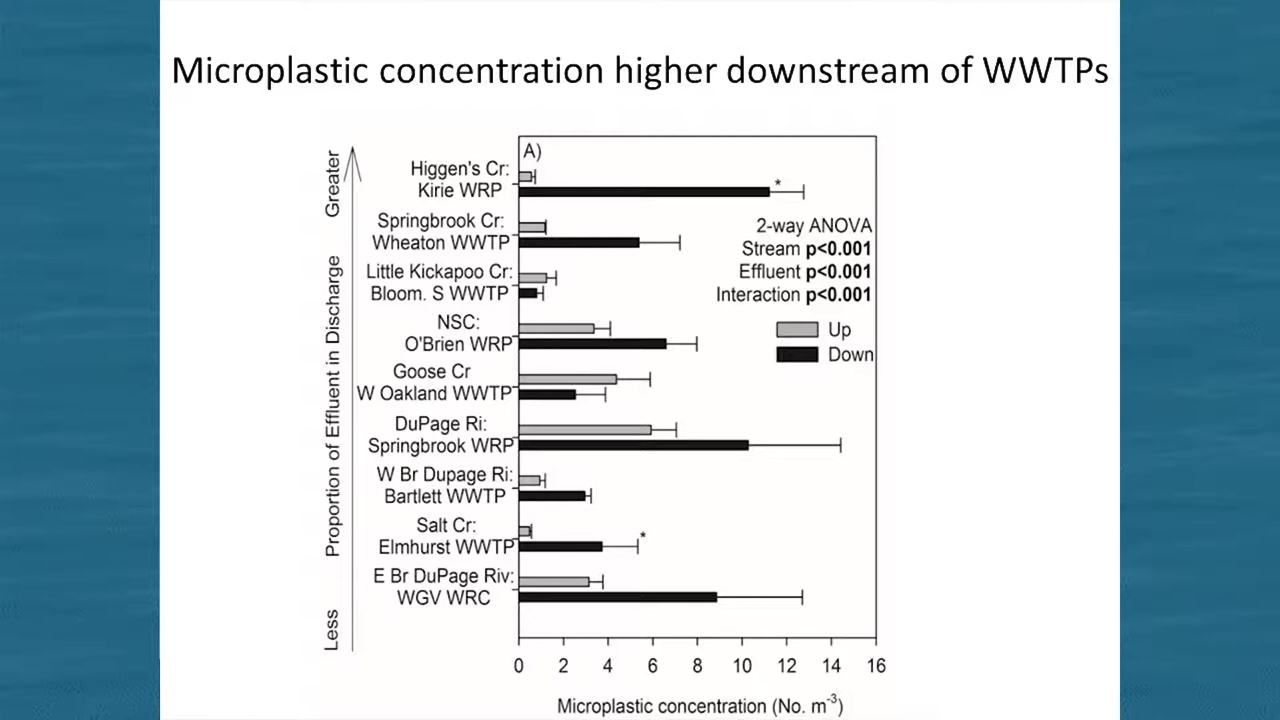 Microplastic concentration higher downstream of WWTPs
A)
Greater
Proportion of Effluent in Discharge
Less
Higgen's Cr:
Kirie WRP
*
Springbrook Cr:
Wheaton WWTP
Little Kickapoo Cr:
Bloom. S WWTP
NSC:
O'Brien WRP
Goose Cr
W Oakland WWTP
DuPage Ri:
Springbrook WRP
W Br Dupage Ri:
Bartlett WWTP
Salt Cr:
Elmhurst WWTP
*
E Br DuPage Riv:
WGV WRC
2-way ANOVA
Stream p<0.001
Effluent p<0.001
Interaction p<0.001
Up
Down
0 2 4 6 8 10 12 14 16
Microplastic concentration (No. m⁻³)